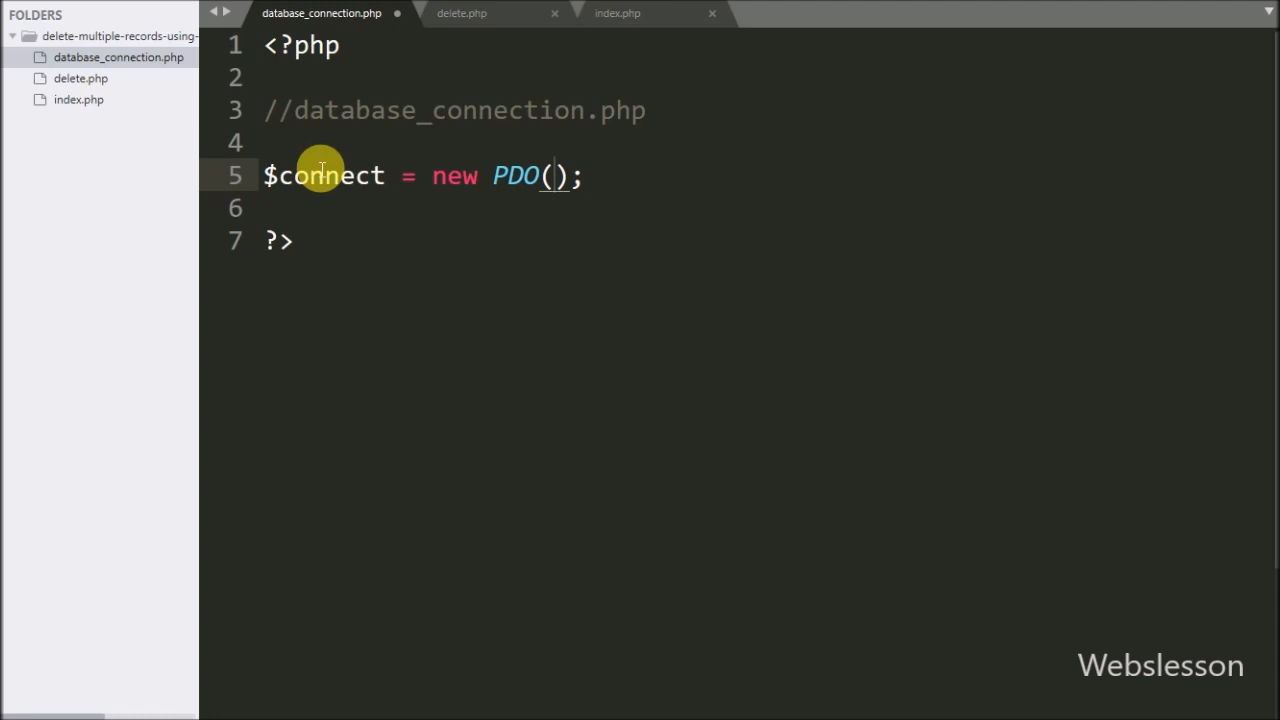 FOLDERS
delete-multiple-records-using-
database_connection.php
delete.php
index.php
database_connection.php
delete.php
index.php
1 <?php
2
3 //database_connection.php
4
5 $connect = new PDO();
6
7 ?>
Webslesson